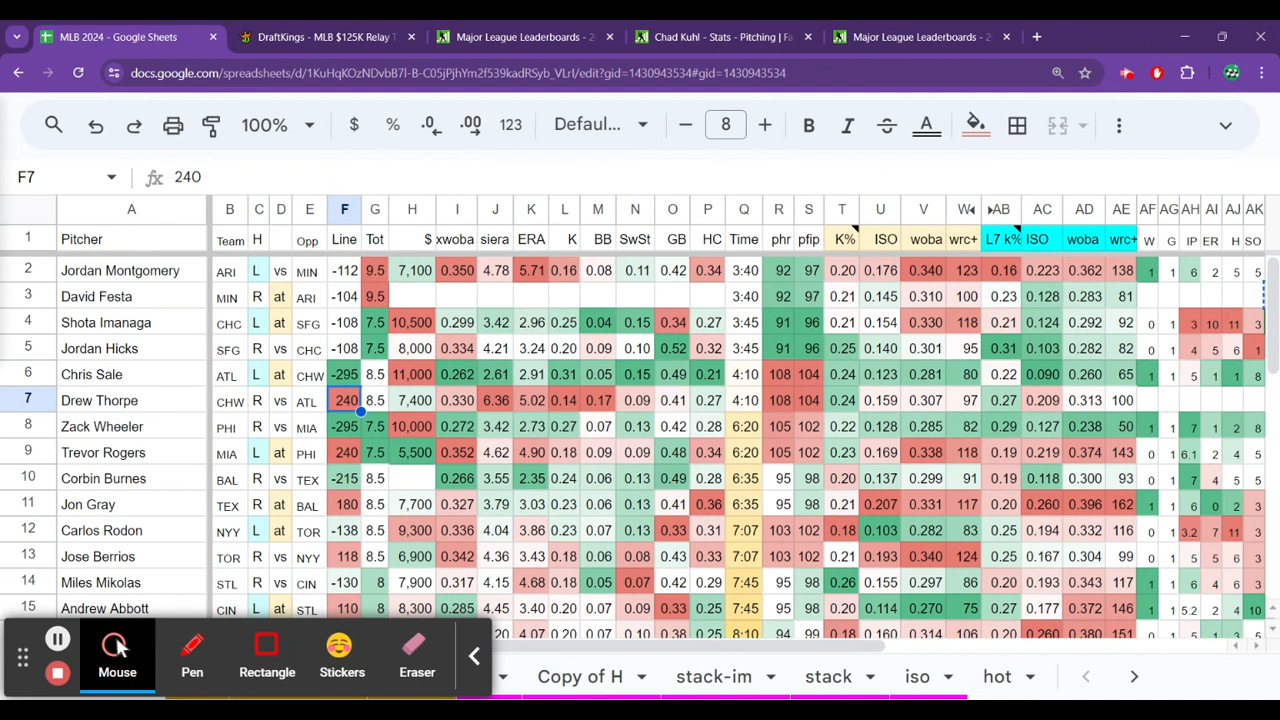 MLB 2024 - Google Sheets DraftKings - MLB $125K Relay T Major League Leaderboards - 2 Chad Kuhl - Stats - Pitching | Fa Major League Leaderboards - 2
docs.google.com/spreadsheets/d/1KuHqKOzNDvbB7l-B-C05jPjhYm2f539kadRSyb_VLrI/edit?gid=1430943534#gid=1430943534
100% $ % .0 .00 123 Defaul... 8 B I S A
F7 fx 240
A B C D E F G H I J K L M N O P Q R S T U V W AB AC AD AE AF AG AH AI AJ AK
1 Pitcher Team H Opp Line Tot $ xwoba siera ERA K BB SwSt GB HC Time phr pfip K% ISO woba wrc+ L7 k% ISO woba wrc+ W G IP ER H SO
2 Jordan Montgomery ARI L vs MIN -112 9.5 7,100 0.350 4.78 5.71 0.16 0.08 0.11 0.42 0.34 3:40 92 97 0.20 0.176 0.340 123 0.16 0.223 0.362 138 1 1 6 2 5 5
3 David Festa MIN R at ARI -104 9.5 3:40 92 97 0.21 0.145 0.310 100 0.23 0.128 0.283 81
4 Shota Imanaga CHC L at SFG -108 7.5 10,500 0.299 3.42 2.96 0.25 0.04 0.15 0.34 0.27 3:45 91 96 0.21 0.154 0.330 118 0.21 0.124 0.292 92 0 1 3 10 11 3
5 Jordan Hicks SFG R vs CHC -108 7.5 8,000 0.334 4.21 3.24 0.20 0.09 0.10 0.52 0.32 3:45 91 96 0.25 0.140 0.301 95 0.31 0.103 0.282 82 0 1 4 5 6 1
6 Chris Sale ATL L at CHW -295 8.5 11,000 0.262 2.61 2.91 0.31 0.05 0.15 0.49 0.21 4:10 108 104 0.24 0.123 0.281 80 0.22 0.090 0.260 65 1 1 5 1 1 8
7 Drew Thorpe CHW R vs ATL 240 8.5 7,400 0.330 6.36 5.02 0.14 0.17 0.09 0.41 0.27 4:10 108 104 0.24 0.159 0.307 97 0.27 0.209 0.313 100
8 Zack Wheeler PHI R vs MIA -295 7.5 10,000 0.272 3.42 2.73 0.27 0.07 0.13 0.42 0.28 6:20 105 102 0.22 0.128 0.285 82 0.29 0.127 0.238 50 1 1 7 1 2 8
9 Trevor Rogers MIA L at PHI 240 7.5 5,500 0.352 4.62 4.90 0.18 0.09 0.09 0.48 0.34 6:20 105 102 0.23 0.169 0.338 118 0.19 0.219 0.374 143 1 1 6.1 2 4 5
10 Corbin Burnes BAL R vs TEX -215 8.5 0.266 3.55 2.35 0.24 0.06 0.13 0.49 0.28 6:35 95 98 0.20 0.137 0.299 91 0.19 0.118 0.300 93 0 1 7 4 5 5
11 Jon Gray TEX R at BAL 180 8.5 7,700 0.327 3.79 3.03 0.23 0.06 0.13 0.41 0.36 6:35 95 98 0.21 0.207 0.331 117 0.20 0.260 0.396 162 1 1 6 0 2 3
12 Carlos Rodon NYY L at TOR -138 8.5 9,300 0.336 4.04 3.86 0.23 0.07 0.13 0.33 0.31 7:07 103 102 0.18 0.103 0.282 83 0.25 0.194 0.332 116 0 1 3.2 7 11 3
13 Jose Berrios TOR R vs NYY 118 8.5 6,900 0.342 4.36 3.43 0.18 0.06 0.08 0.43 0.33 7:07 103 102 0.21 0.193 0.340 124 0.25 0.167 0.304 99 0 1 5 5 6 3
14 Miles Mikolas STL R vs CIN -130 8 7,900 0.317 4.15 4.68 0.18 0.05 0.07 0.42 0.29 7:45 95 98 0.26 0.155 0.297 86 0.20 0.193 0.343 117 1 1 6 4 6 3
15 Andrew Abbott CIN L at STL 110 8 8,300 0.285 4.45 3.40 0.20 0.07 0.09 0.33 0.25 7:45 95 98 0.20 0.114 0.270 75 0.27 0.177 0.372 146 1 1 5.2 2 4 10
20 4.07 0.20 0.10 0.10 0.38 0.26 8:10 94 99 0.18 0.160 0.314 106 0.20 0.260 0.380 151 0 1 5 1 3 5
Mouse Pen Rectangle Stickers Eraser
Copy of H stack-im stack iso hot